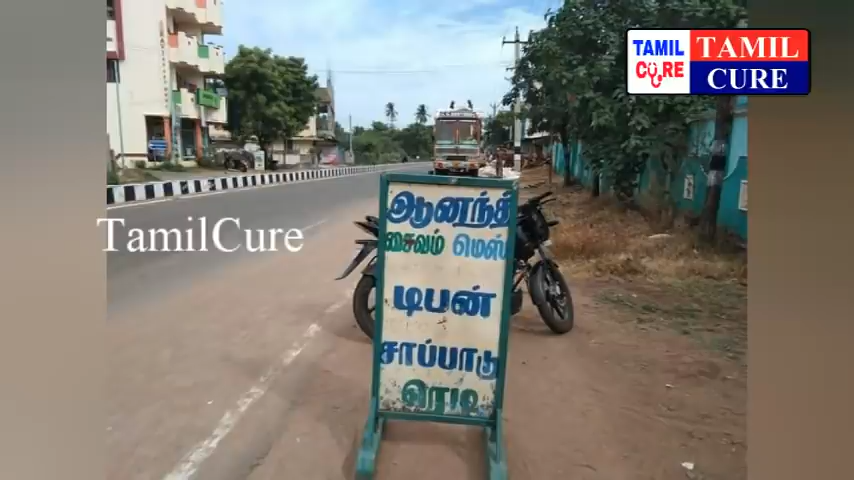 TAMIL CURE
TAMIL
CURE
TamilCure
ஆனந்தி
சைவம் மெஸ்
டிபன்
சாப்பாடு
ரெடி